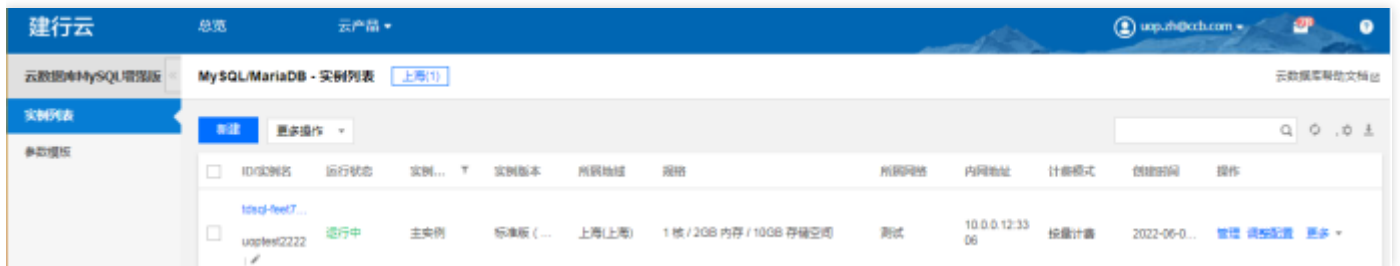 建行云 总览 云产品 uop.zh@ccb.com
云数据库MySQL增强版 MySQL/MariaDB - 实例列表 上海(1) 云数据库帮助文档
实例列表
新建 更多操作
参数模板
ID/实例名 运行状态 实例... 实例版本 所属地域 规格 所属网络 内网地址 计费模式 创建时间 操作
tdsql-feet7...
uoptest2222 运行中 主实例 标准版 (... 上海(上海) 1 核 / 2GB 内存 / 10GB 存储空间 测试 10.0.0.12:33
06 按量计费 2022-06-0... 管理 调整配置 更多